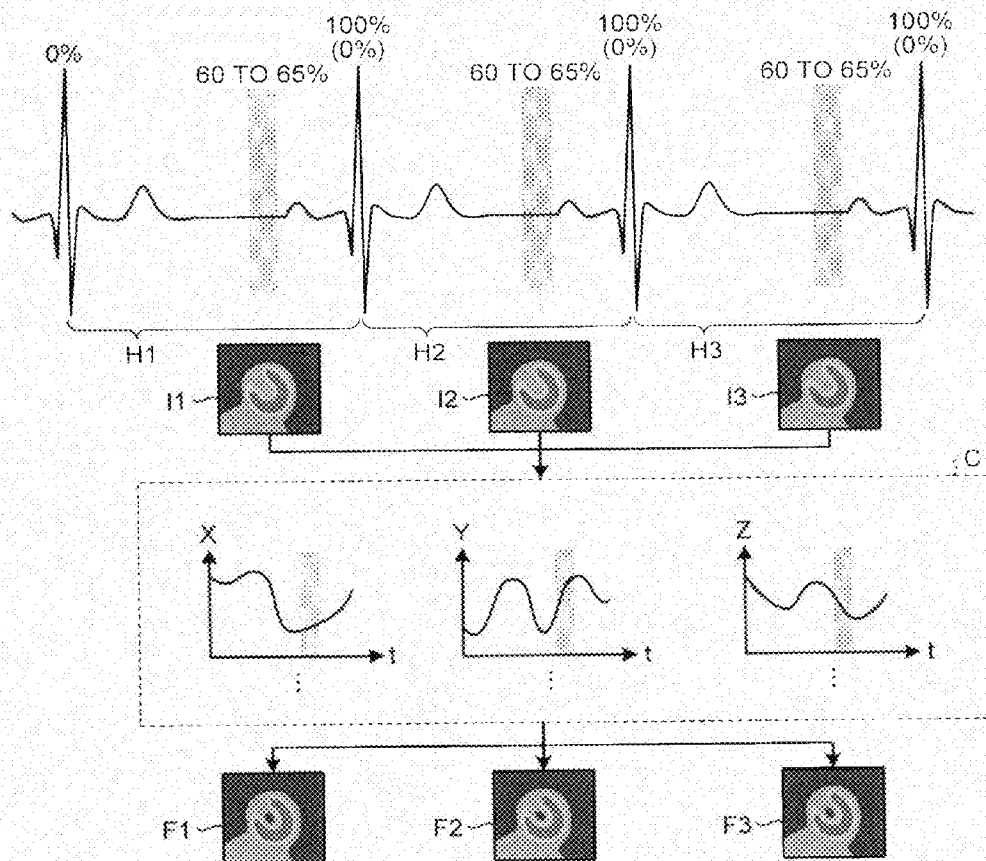 0%
100%
(0%)
100%
(0%)
100%
(0%)
60 TO 65%
60 TO 65%
60 TO 65%
H1
H2
H3
I1
I2
I3
C
X
Y
Z
t
t
t
F1
F2
F3